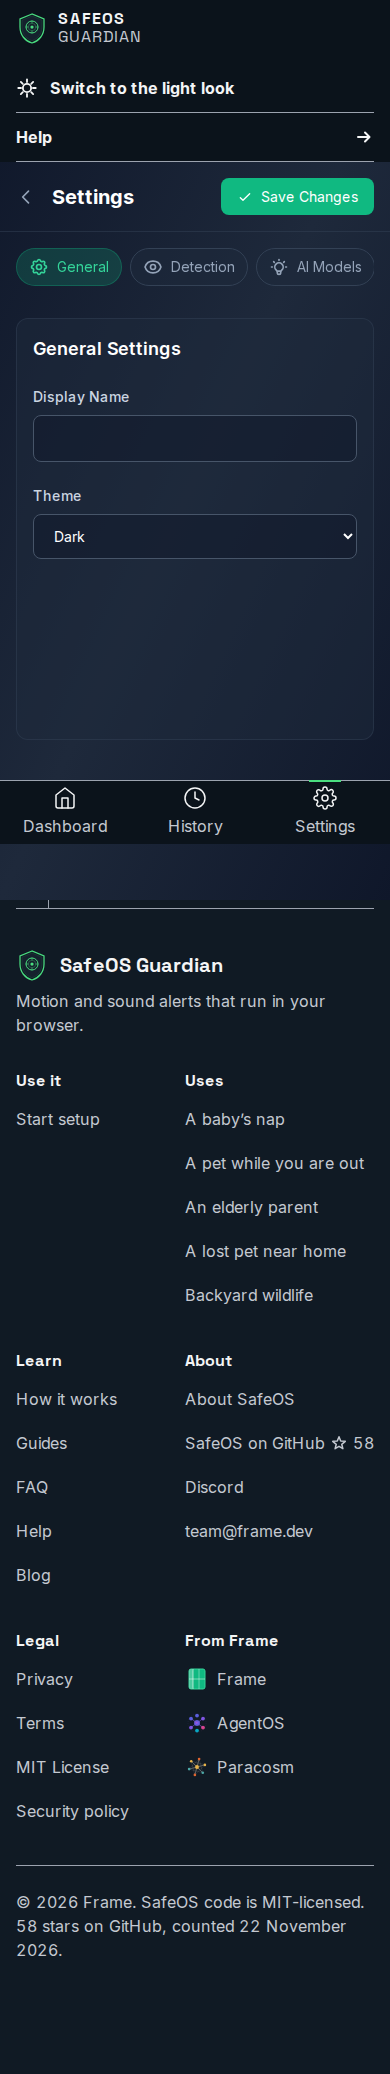 SAFEOS
GUARDIAN
Switch to the light look
Help
Settings
Save Changes
General
Detection
AI Models
General Settings
Display Name
Theme
Dark
Dashboard
History
Settings
SafeOS Guardian
Motion and sound alerts that run in your
browser.
Use it
Start setup
Uses
A baby’s nap
A pet while you are out
An elderly parent
A lost pet near home
Backyard wildlife
Learn
How it works
Guides
FAQ
Help
Blog
About
About SafeOS
SafeOS on GitHub ☆ 58
Discord
team@frame.dev
Legal
Privacy
Terms
MIT License
Security policy
From Frame
Frame
AgentOS
Paracosm
© 2026 Frame. SafeOS code is MIT-licensed.
58 stars on GitHub, counted 22 November
2026.